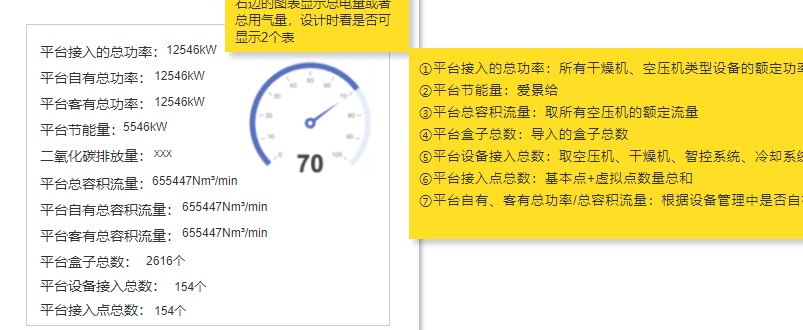 右边的图表显示总电量或者
总用气量，设计时看是否可
显示2个表
平台接入的总功率：12546kW
平台自有总功率：12546kW
平台客有总功率：12546kW
平台节能量：5546kW
二氧化碳排放量：xxx
平台总容积流量：655447Nm³/min
平台自有总容积流量：655447Nm³/min
平台客有总容积流量：655447Nm³/min
平台盒子总数：2616个
平台设备接入总数：154个
平台接入点总数：154个
0
10
20
30
40
50
60
70
80
90
100
70
①平台接入的总功率：所有干燥机、空压机类型设备的额定功率
②平台节能量：爱景给
③平台总容积流量：取所有空压机的额定流量
④平台盒子总数：导入的盒子总数
⑤平台设备接入总数：取空压机、干燥机、智控系统、冷却系
⑥平台接入点总数：基本点+虚拟点数量总和
⑦平台自有、客有总功率/总容积流量：根据设备管理中是否自